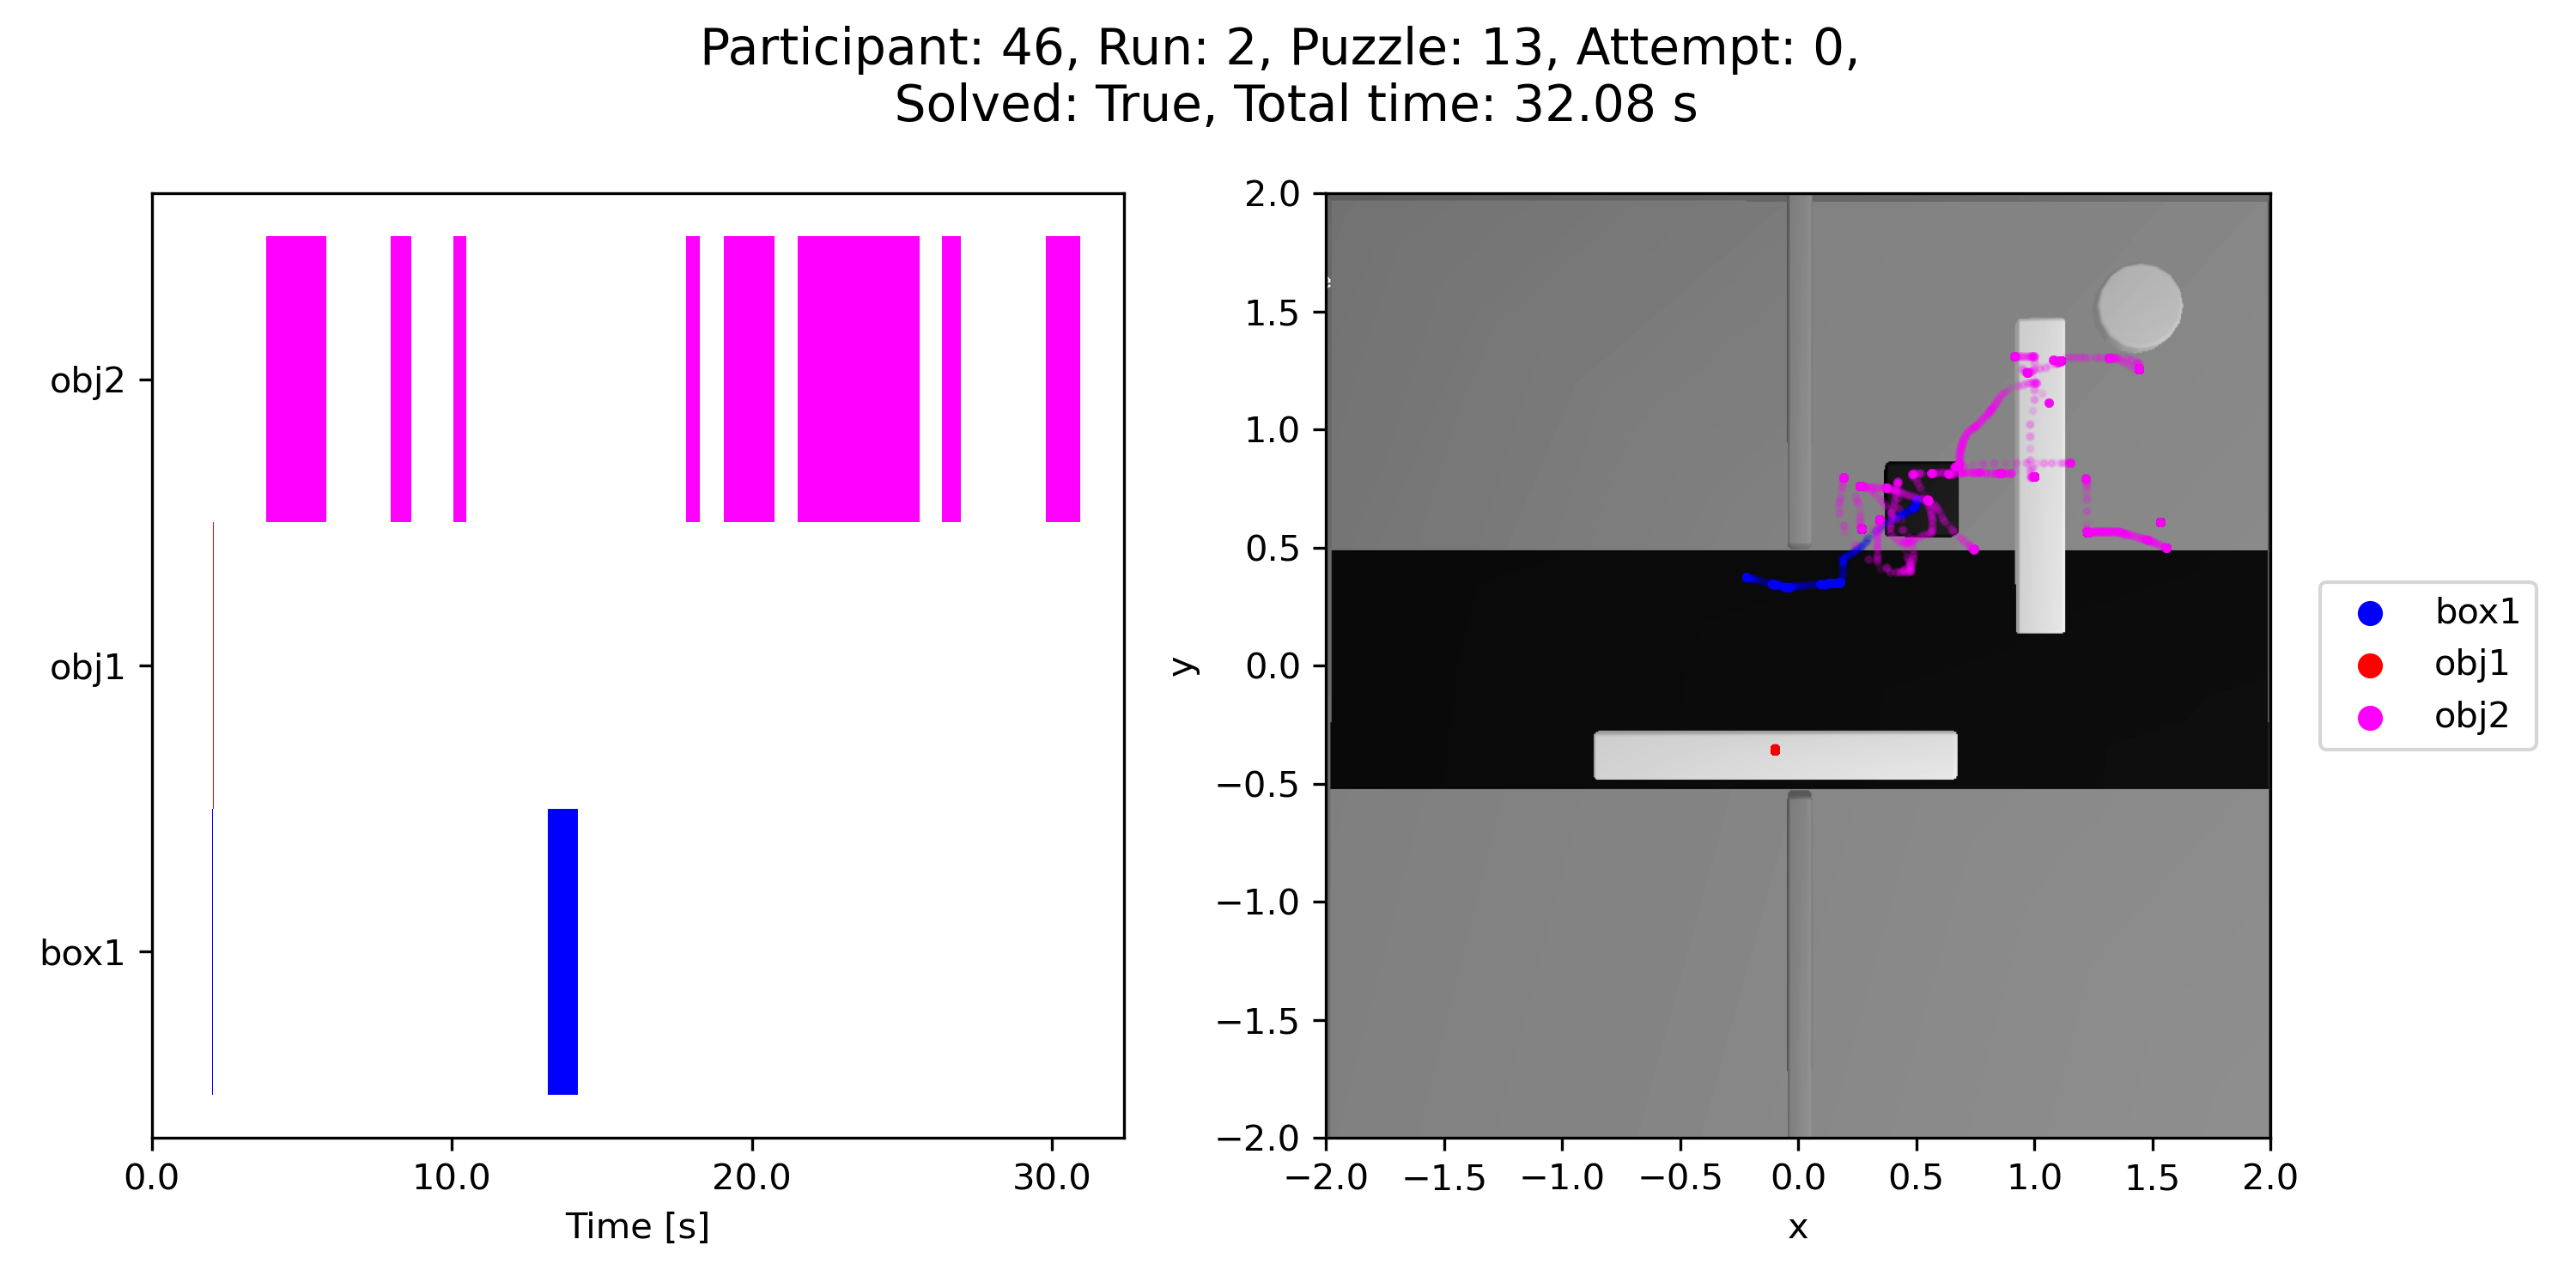 Participant: 46, Run: 2, Puzzle: 13, Attempt: 0,
Solved: True, Total time: 32.08 s
obj2
obj1
box1
0.0 10.0 20.0 30.0
Time [s]
2.0
1.5
1.0
0.5
0.0
−0.5
−1.0
−1.5
−2.0
y
−2.0 −1.5 −1.0 −0.5 0.0 0.5 1.0 1.5 2.0
x
box1
obj1
obj2